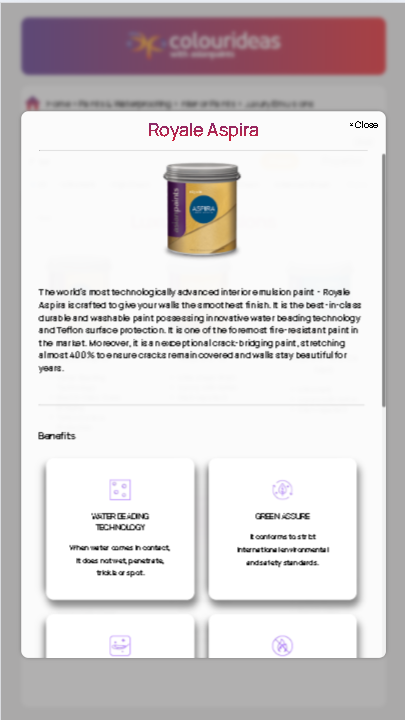 colourideas
with asianpaints
Home > Paints & Waterproofing > Interior Paints > Luxury Emulsions
× Close
Royale Aspira
asianpaints
ASPIRA
The world's most technologically advanced interior emulsion paint - Royale
Aspira is crafted to give your walls the smoothest finish. It is the best-in-class
durable and washable paint possessing innovative water beading technology
and Teflon surface protection. It is one of the foremost fire-resistant paint in
the market. Moreover, it is an exceptional crack-bridging paint, stretching
almost 400% to ensure cracks remain covered and walls stay beautiful for
years.
Benefits
WATER BEADING
TECHNOLOGY
When water comes in contact,
it does not wet, penetrate,
trickle or spot.
GREEN ASSURE
It conforms to strict
international environmental
and safety standards.